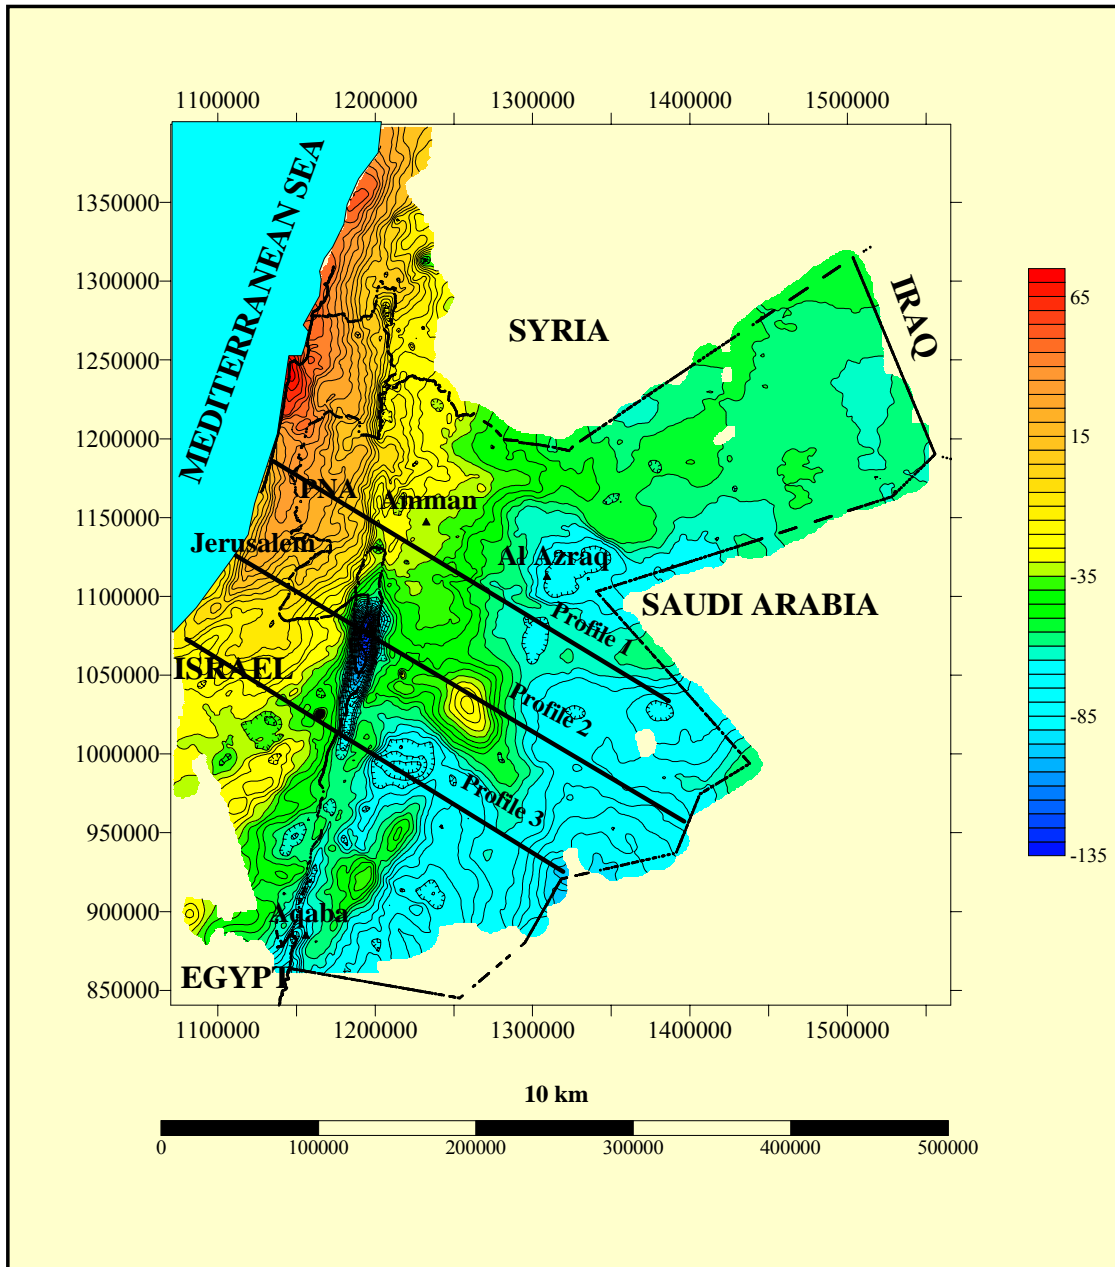 1100000 1200000 1300000 1400000 1500000
1350000
1300000
1250000
1200000
1150000
1100000
1050000
1000000
950000
900000
850000
MEDITERRANEAN SEA
SYRIA
IRAQ
PNA
Amman
Jerusalem
Al Azraq
SAUDI ARABIA
Profile 1
ISRAEL
Profile 2
Profile 3
Aqaba
EGYPT
65
15
-35
-85
-135
1100000 1200000 1300000 1400000 1500000
10 km
0 100000 200000 300000 400000 500000